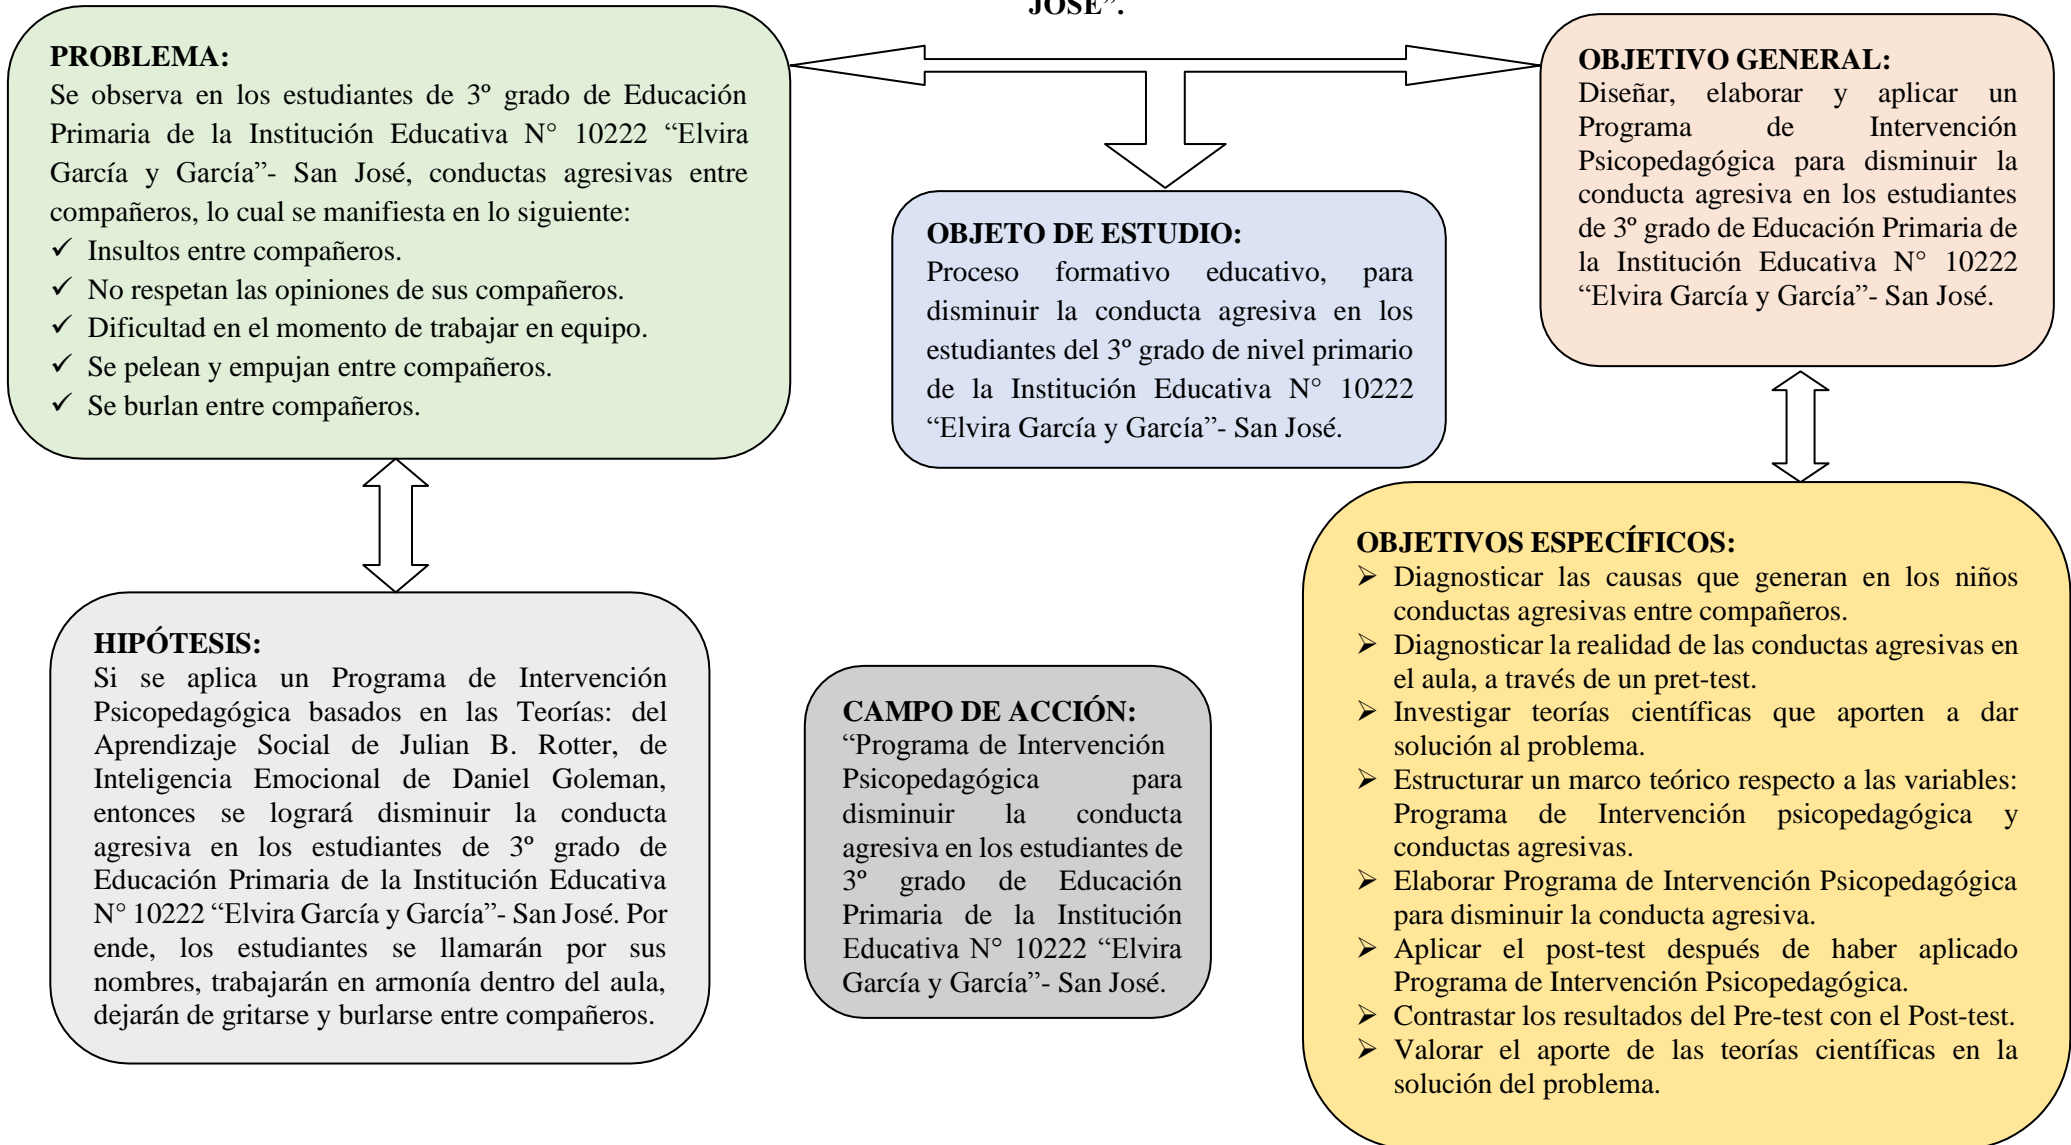 JOSÉ”.
PROBLEMA:
Se observa en los estudiantes de 3º grado de Educación
Primaria de la Institución Educativa N° 10222 “Elvira
García y García”- San José, conductas agresivas entre
compañeros, lo cual se manifiesta en lo siguiente:
✓ Insultos entre compañeros.
✓ No respetan las opiniones de sus compañeros.
✓ Dificultad en el momento de trabajar en equipo.
✓ Se pelean y empujan entre compañeros.
✓ Se burlan entre compañeros.
OBJETO DE ESTUDIO:
Proceso formativo educativo, para
disminuir la conducta agresiva en los
estudiantes del 3º grado de nivel primario
de la Institución Educativa N° 10222
“Elvira García y García”- San José.
OBJETIVO GENERAL:
Diseñar, elaborar y aplicar un
Programa de Intervención
Psicopedagógica para disminuir la
conducta agresiva en los estudiantes
de 3º grado de Educación Primaria de
la Institución Educativa N° 10222
“Elvira García y García”- San José.
HIPÓTESIS:
Si se aplica un Programa de Intervención
Psicopedagógica basados en las Teorías: del
Aprendizaje Social de Julian B. Rotter, de
Inteligencia Emocional de Daniel Goleman,
entonces se logrará disminuir la conducta
agresiva en los estudiantes de 3º grado de
Educación Primaria de la Institución Educativa
N° 10222 “Elvira García y García”- San José. Por
ende, los estudiantes se llamarán por sus
nombres, trabajarán en armonía dentro del aula,
dejarán de gritarse y burlarse entre compañeros.
CAMPO DE ACCIÓN:
“Programa de Intervención
Psicopedagógica para
disminuir la conducta
agresiva en los estudiantes de
3º grado de Educación
Primaria de la Institución
Educativa N° 10222 “Elvira
García y García”- San José.
OBJETIVOS ESPECÍFICOS:
➢ Diagnosticar las causas que generan en los niños
conductas agresivas entre compañeros.
➢ Diagnosticar la realidad de las conductas agresivas en
el aula, a través de un pret-test.
➢ Investigar teorías científicas que aporten a dar
solución al problema.
➢ Estructurar un marco teórico respecto a las variables:
Programa de Intervención psicopedagógica y
conductas agresivas.
➢ Elaborar Programa de Intervención Psicopedagógica
para disminuir la conducta agresiva.
➢ Aplicar el post-test después de haber aplicado
Programa de Intervención Psicopedagógica.
➢ Contrastar los resultados del Pre-test con el Post-test.
➢ Valorar el aporte de las teorías científicas en la
solución del problema.